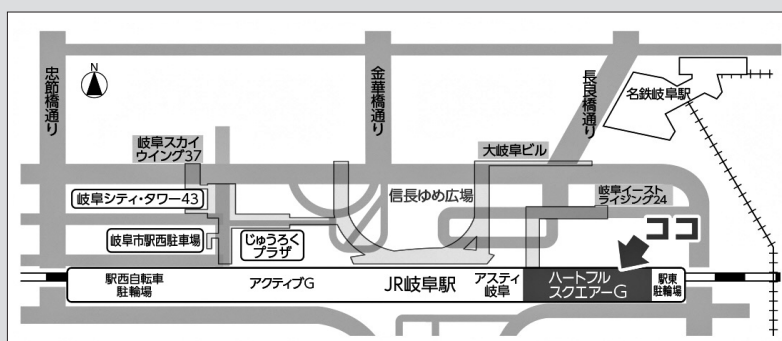 忠節橋通り
N
金華橋通り
長良橋通り
名鉄岐阜駅
岐阜スカイ
ウイング37
大岐阜ビル
岐阜シティ・タワー43
信長ゆめ広場
岐阜イースト
ライジング24
岐阜市駅西駐車場
じゅうろく
プラザ
ココ
駅西自転車
駐輪場
アクティブG
JR岐阜駅
アスティ
岐阜
ハートフル
スクエアーG
駅東
駐輪場